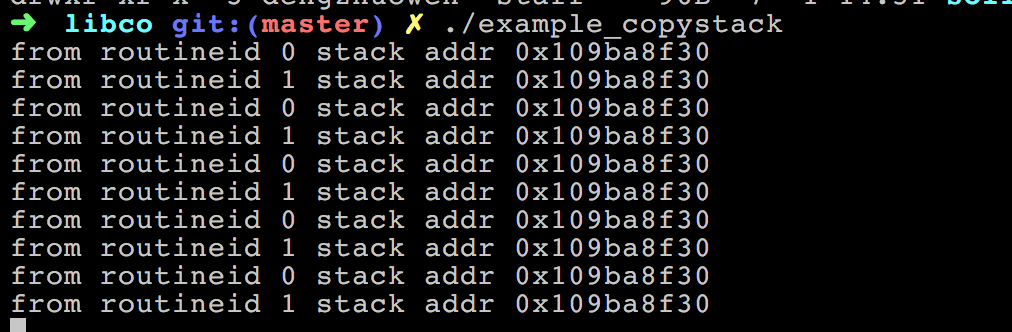 ➜  libco git:(master) ✗ ./example_copystack
from routineid 0 stack addr 0x109ba8f30
from routineid 1 stack addr 0x109ba8f30
from routineid 0 stack addr 0x109ba8f30
from routineid 1 stack addr 0x109ba8f30
from routineid 0 stack addr 0x109ba8f30
from routineid 1 stack addr 0x109ba8f30
from routineid 0 stack addr 0x109ba8f30
from routineid 1 stack addr 0x109ba8f30
from routineid 0 stack addr 0x109ba8f30
from routineid 1 stack addr 0x109ba8f30